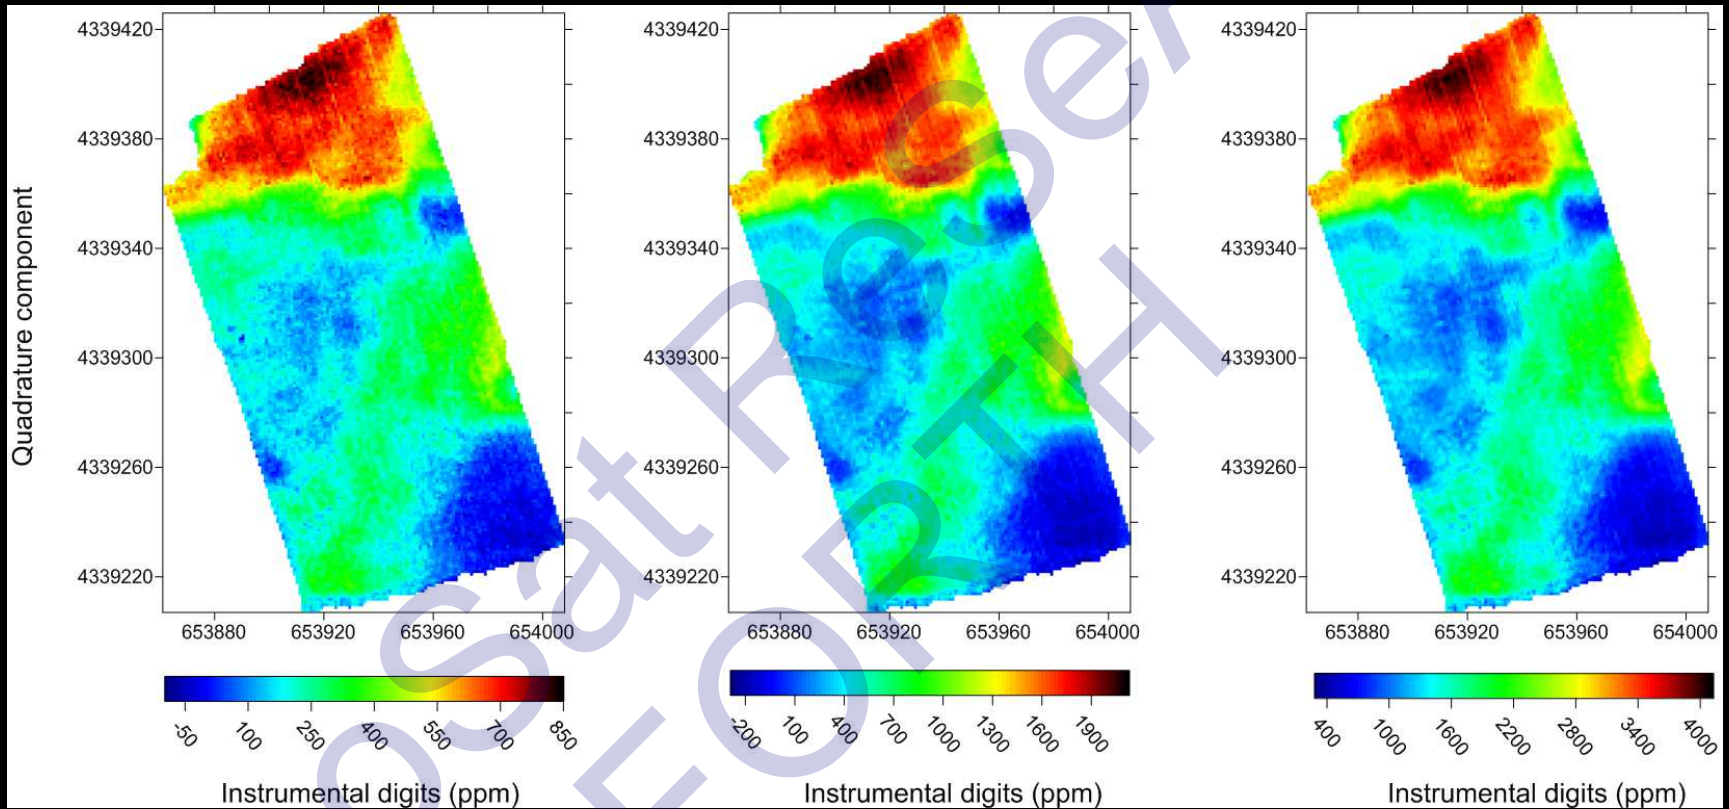 Quadrature component
4339420
4339380
4339340
4339300
4339260
4339220
653880 653920 653960 654000
-50 100 250 400 550 700 850
Instrumental digits (ppm)
4339420
4339380
4339340
4339300
4339260
4339220
653880 653920 653960 654000
-200 100 400 700 1000 1300 1600 1900
Instrumental digits (ppm)
4339420
4339380
4339340
4339300
4339260
4339220
653880 653920 653960 654000
400 1000 1600 2200 2800 3400 4000
Instrumental digits (ppm)
oSat ReSeA
FORTH